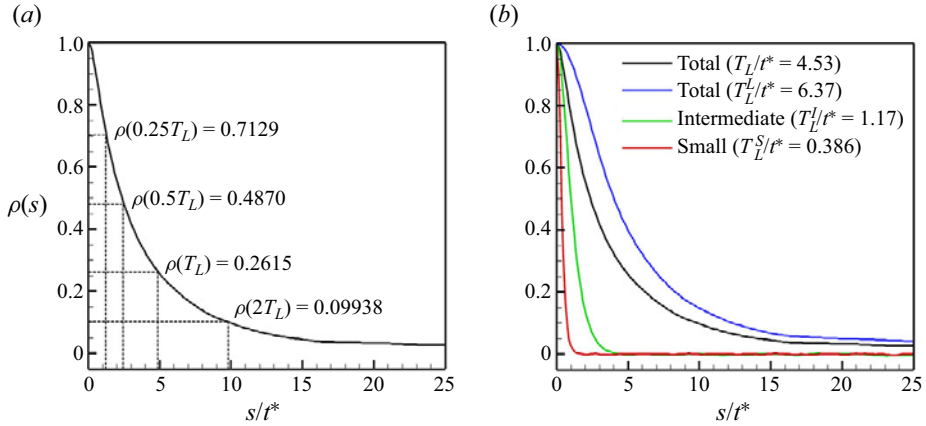 (a)
(b)
1.0
0.8
0.6
0.4
0.2
0
ρ(s)
ρ(0.25T_L) = 0.7129
ρ(0.5T_L) = 0.4870
ρ(T_L) = 0.2615
ρ(2T_L) = 0.09938
0 5 10 15 20 25
s/t*
1.0
0.8
0.6
0.4
0.2
0
Total (T_L/t* = 4.53)
Total (T_L^L/t* = 6.37)
Intermediate (T_L^I/t* = 1.17)
Small (T_L^S/t* = 0.386)
0 5 10 15 20 25
s/t*